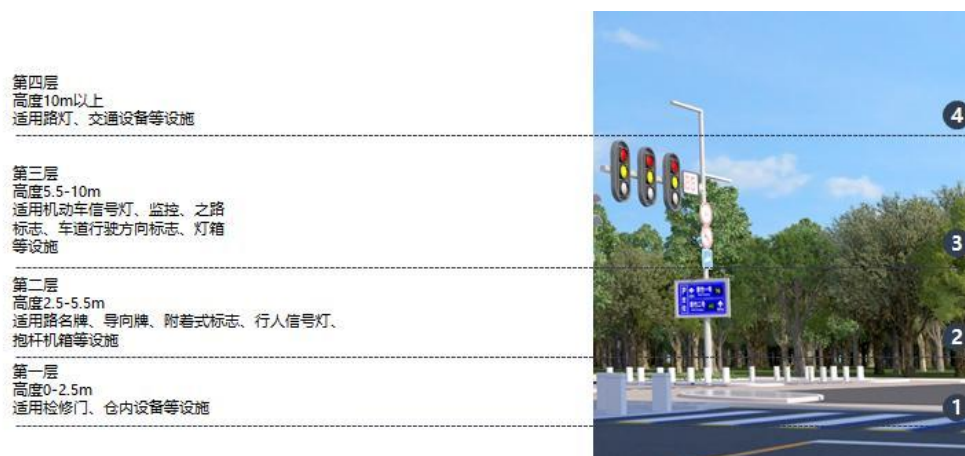 第四层
高度10m以上
适用路灯、交通设备等设施
4
第三层
高度5.5-10m
适用机动车信号灯、监控、之路
标志、车道行驶方向标志、灯箱
等设施
3
第二层
高度2.5-5.5m
适用路名牌、导向牌、附着式标志、行人信号灯、
抱杆机箱等设施
2
第一层
高度0-2.5m
适用检修门、仓内设备等设施
1